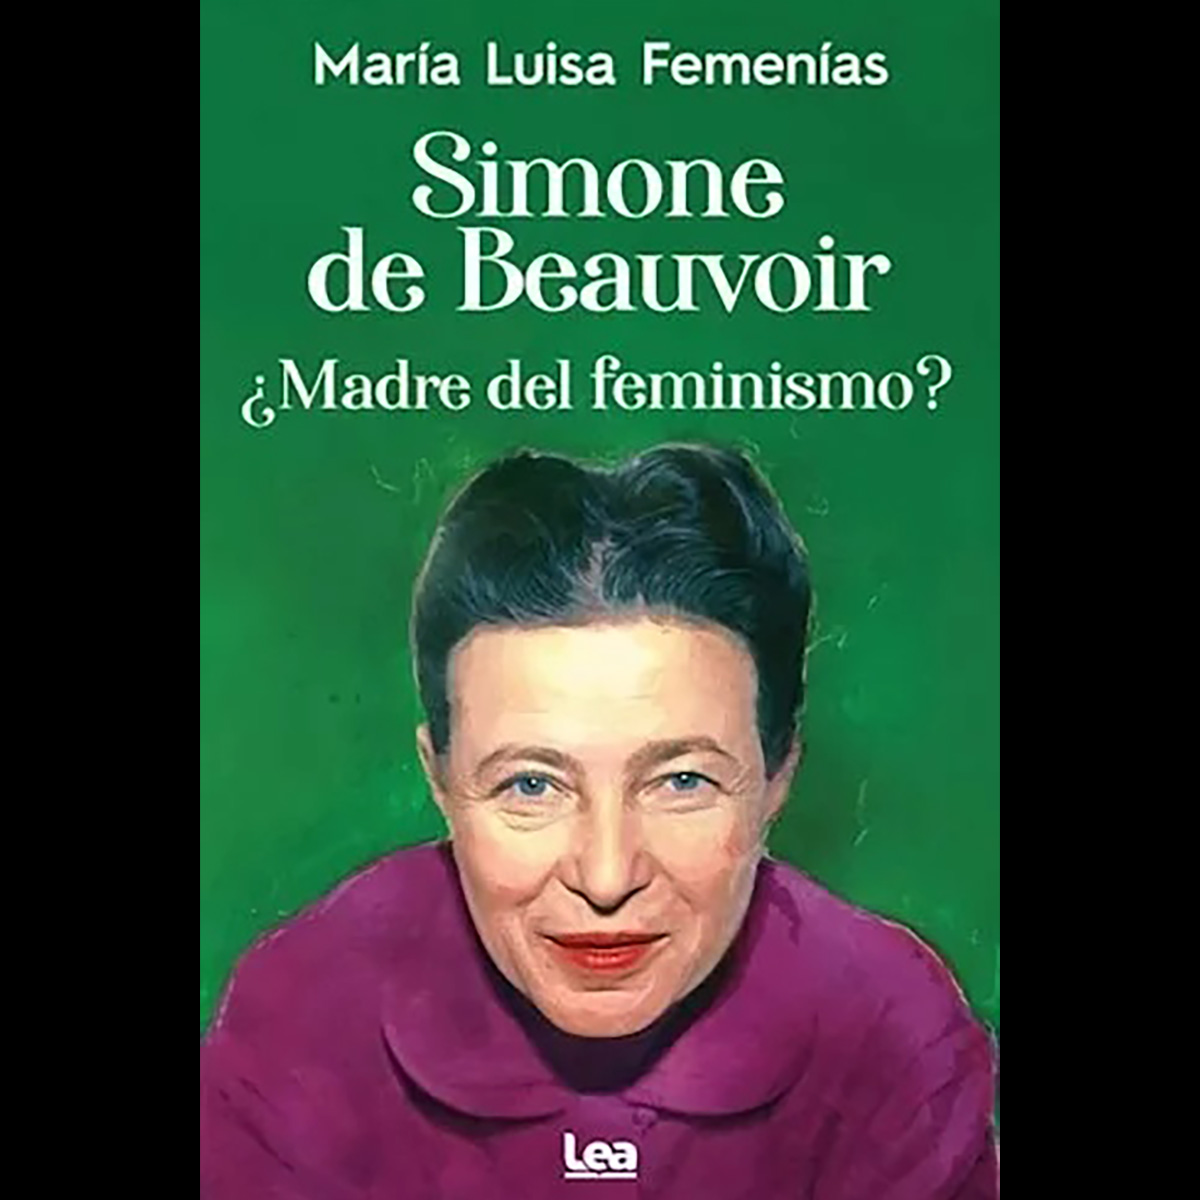 María Luisa Femenías
Simone
de Beauvoir
¿Madre del feminismo?
Lea